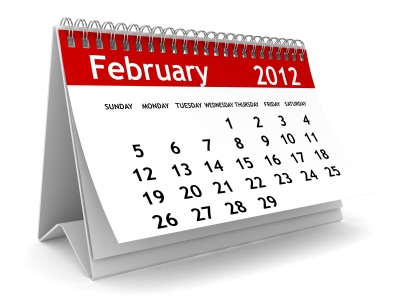 February 2012
SUNDAY MONDAY TUESDAY WEDNESDAY THURSDAY FRIDAY SATURDAY
1 2 3 4
5 6 7 8 9 10 11
12 13 14 15 16 17 18
19 20 21 22 23 24 25
26 27 28 29